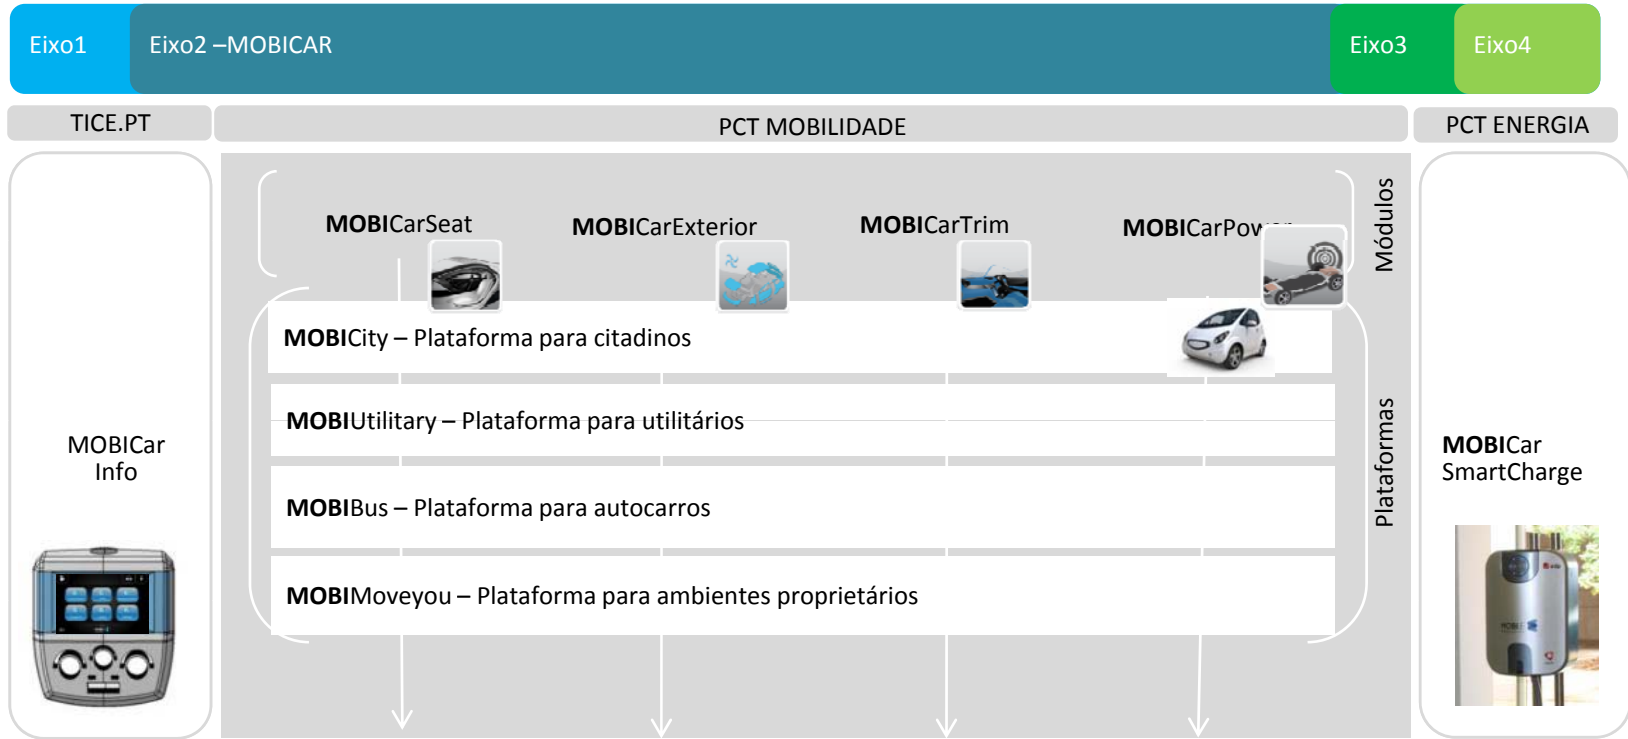 Eixo1
Eixo2 –MOBICAR
Eixo3
Eixo4
TICE.PT
PCT MOBILIDADE
PCT ENERGIA
MOBICarSeat
MOBICarExterior
MOBICarTrim
MOBICarPower
Módulos
MOBICity – Plataforma para citadinos
MOBIUtilitary – Plataforma para utilitários
MOBIBus – Plataforma para autocarros
MOBIMoveyou – Plataforma para ambientes proprietários
Plataformas
MOBICar
Info
MOBICar
SmartCharge